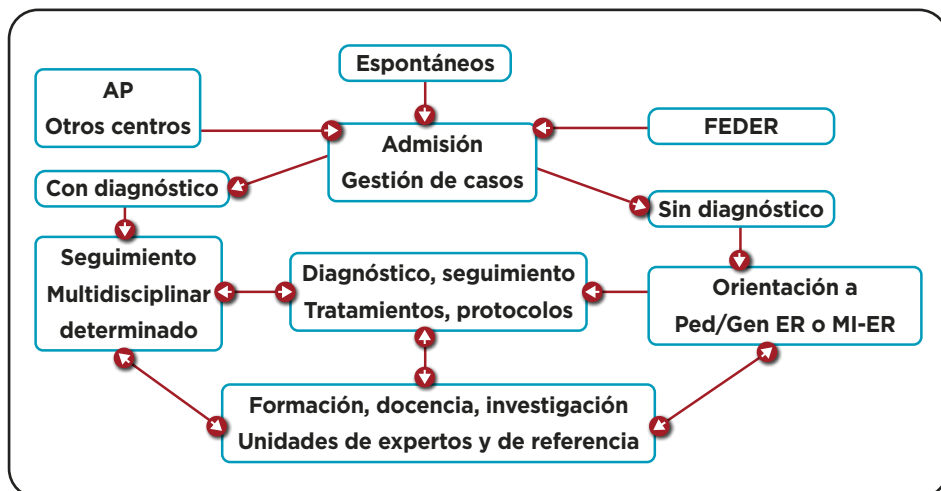 Espontáneos
AP
Otros centros
FEDER
Admisión
Gestión de casos
Con diagnóstico
Sin diagnóstico
Seguimiento
Multidisciplinar
determinado
Diagnóstico, seguimiento
Tratamientos, protocolos
Orientación a
Ped/Gen ER o MI-ER
Formación, docencia, investigación
Unidades de expertos y de referencia